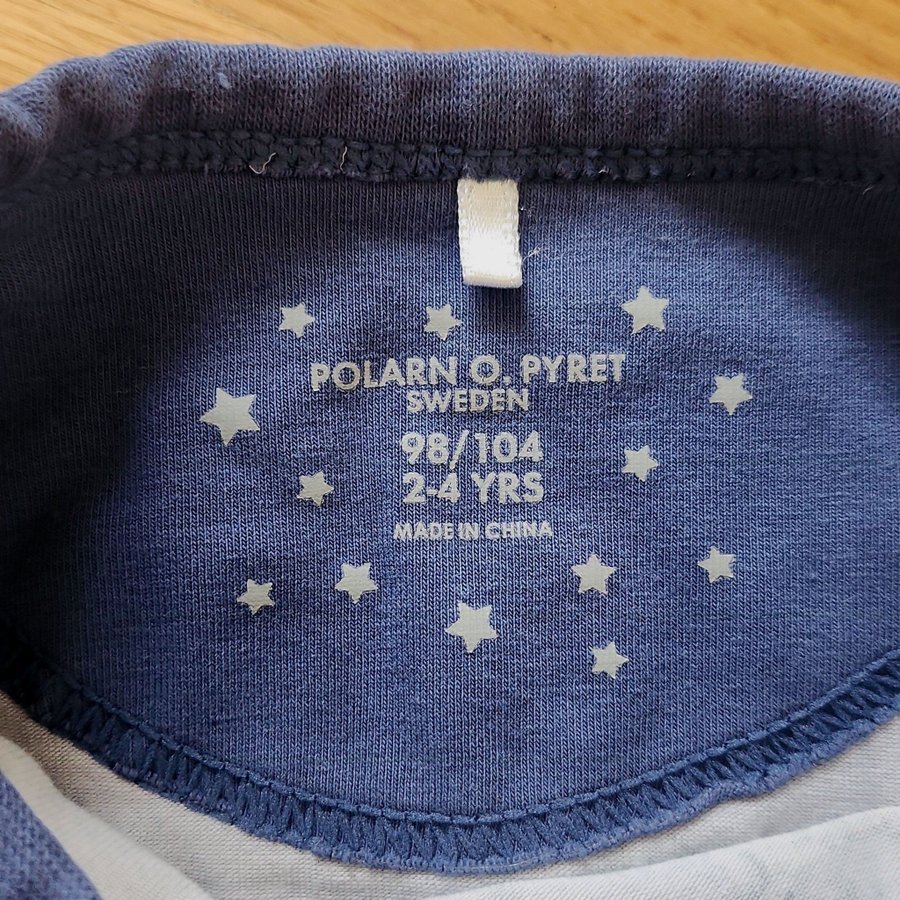 POLARN O. PYRET
SWEDEN
98/104
2-4 YRS
MADE IN CHINA